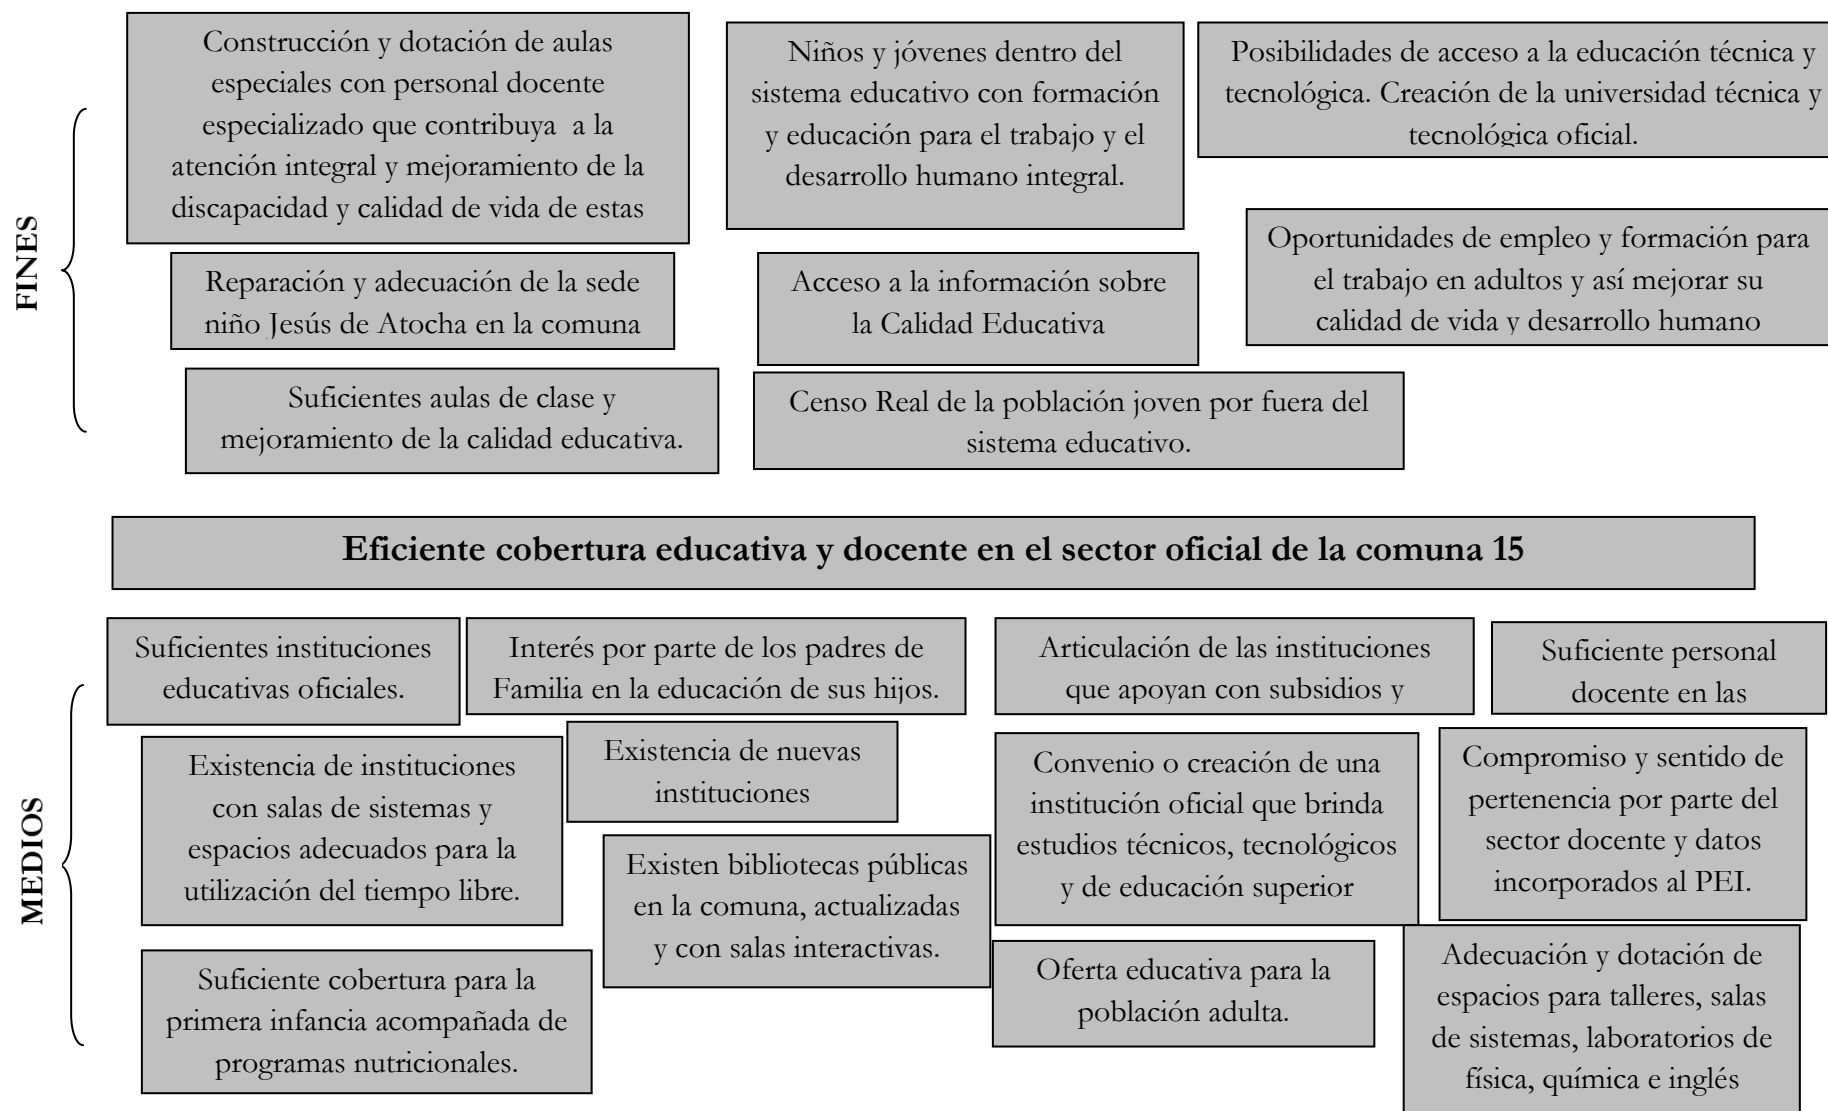 FINES
Construcción y dotación de aulas
especiales con personal docente
especializado que contribuya a la
atención integral y mejoramiento de la
discapacidad y calidad de vida de estas
Niños y jóvenes dentro del
sistema educativo con formación
y educación para el trabajo y el
desarrollo humano integral.
Posibilidades de acceso a la educación técnica y
tecnológica. Creación de la universidad técnica y
tecnológica oficial.
Reparación y adecuación de la sede
niño Jesús de Atocha en la comuna
Acceso a la información sobre
la Calidad Educativa
Oportunidades de empleo y formación para
el trabajo en adultos y así mejorar su
calidad de vida y desarrollo humano
Suficientes aulas de clase y
mejoramiento de la calidad educativa.
Censo Real de la población joven por fuera del
sistema educativo.
Eficiente cobertura educativa y docente en el sector oficial de la comuna 15
MEDIOS
Suficientes instituciones
educativas oficiales.
Interés por parte de los padres de
Familia en la educación de sus hijos.
Articulación de las instituciones
que apoyan con subsidios y
Suficiente personal
docente en las
Existencia de instituciones
con salas de sistemas y
espacios adecuados para la
utilización del tiempo libre.
Existencia de nuevas
instituciones
Convenio o creación de una
institución oficial que brinda
estudios técnicos, tecnológicos
y de educación superior
Compromiso y sentido de
pertenencia por parte del
sector docente y datos
incorporados al PEI.
Existen bibliotecas públicas
en la comuna, actualizadas
y con salas interactivas.
Suficiente cobertura para la
primera infancia acompañada de
programas nutricionales.
Oferta educativa para la
población adulta.
Adecuación y dotación de
espacios para talleres, salas
de sistemas, laboratorios de
física, química e inglés